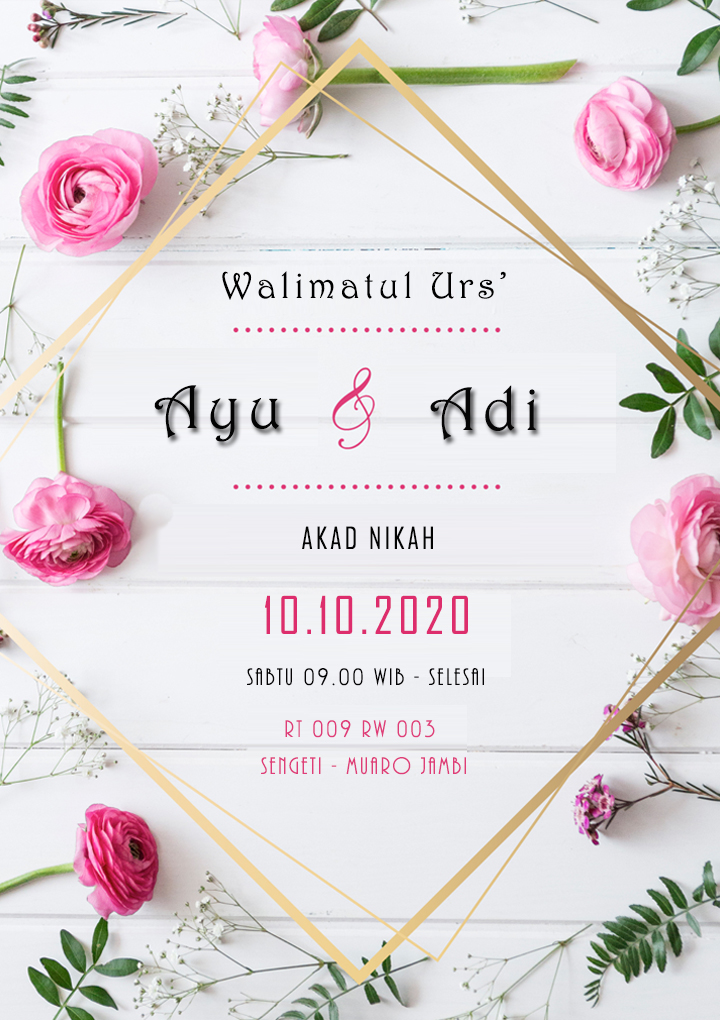 Walimatul Urs’
Ayu & Adi
AKAD NIKAH
10.10.2020
SABTU 09.00 WIB - SELESAI
RT 009 RW 003
SENGETI - MUARO JAMBI